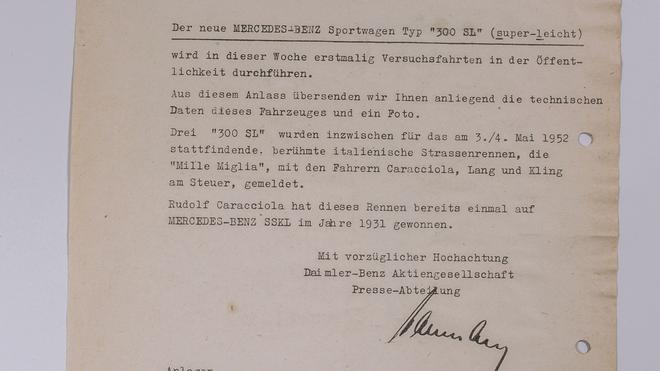 Der neue MERCEDES-BENZ Sportwagen Typ "300 SL" (super-leicht)
wird in dieser Woche erstmalig Versuchsfahrten in der Öffent-
lichkeit durchführen.
Aus diesem Anlass übersenden wir Ihnen anliegend die technischen
Daten dieses Fahrzeuges und ein Foto.
Drei "300 SL" wurden inzwischen für das am 3./4. Mai 1952
stattfindende, berühmte italienische Strassenrennen, die
"Mille Miglia", mit den Fahrern Caracciola, Lang und Kling
am Steuer, gemeldet.
Rudolf Caracciola hat dieses Rennen bereits einmal auf
MERCEDES-BENZ SSKL im Jahre 1931 gewonnen.
Mit vorzüglicher Hochachtung
Daimler-Benz Aktiengesellschaft
Presse-Abteilung